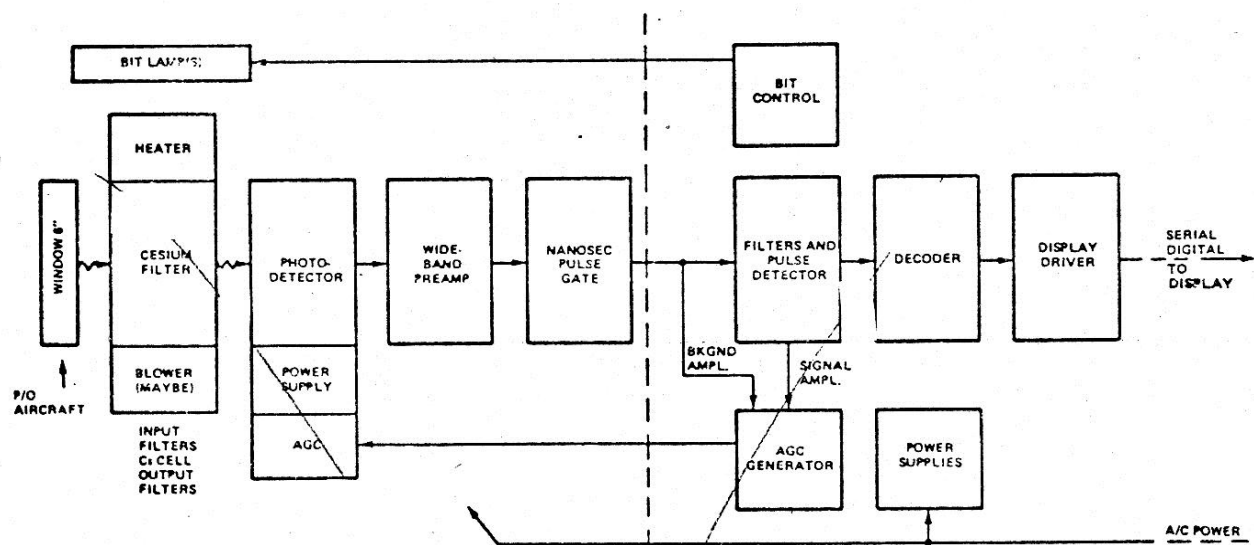 BIT LAMP(S)
BIT
CONTROL
HEATER
WINDOW 6"
CESIUM
FILTER
BLOWER
(MAYBE)
P/O
AIRCRAFT
INPUT
FILTERS
Cs CELL
OUTPUT
FILTERS
PHOTO-
DETECTOR
POWER
SUPPLY
AGC
WIDE-
BAND
PREAMP
NANOSEC
PULSE
GATE
FILTERS AND
PULSE
DETECTOR
DECODER
DISPLAY
DRIVER
SERIAL
DIGITAL
TO
DISPLAY
BKGND
AMPL.
SIGNAL
AMPL.
AGC
GENERATOR
POWER
SUPPLIES
A/C POWER